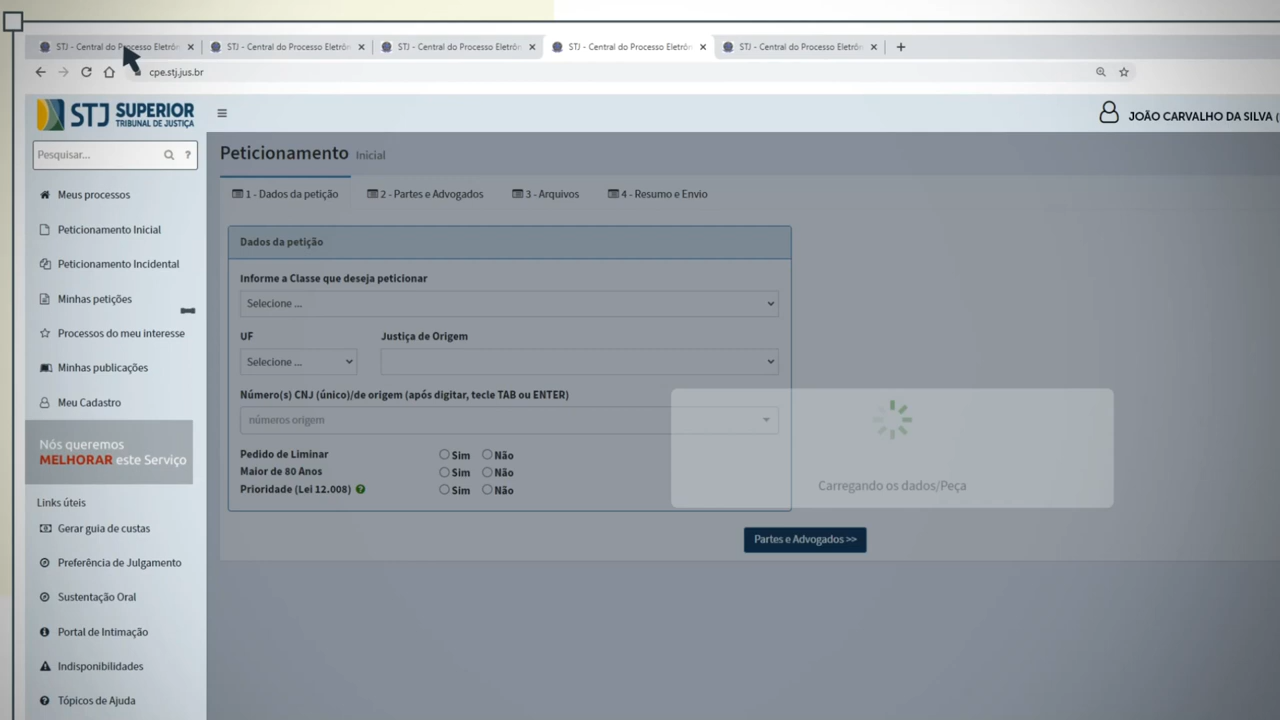 STJ - Central do Processo Eletrôn
STJ - Central do Processo Eletrôn
STJ - Central do Processo Eletrôn
STJ - Central do Processo Eletrôn
STJ - Central do Processo Eletrôn
cpe.stj.jus.br
STJ SUPERIOR
TRIBUNAL DE JUSTIÇA
JOÃO CARVALHO DA SILVA (
Pesquisar... ?
Meus processos
Peticionamento Inicial
Peticionamento Incidental
Minhas petições
Processos do meu interesse
Minhas publicações
Meu Cadastro
Nós queremos
MELHORAR este Serviço
Links úteis
Gerar guia de custas
Preferência de Julgamento
Sustentação Oral
Portal de Intimação
Indisponibilidades
Tópicos de Ajuda
Peticionamento Inicial
1 - Dados da petição 2 - Partes e Advogados 3 - Arquivos 4 - Resumo e Envio
Dados da petição
Informe a Classe que deseja peticionar
Selecione ...
UF Justiça de Origem
Selecione ...
Número(s) CNJ (único)/de origem (após digitar, tecle TAB ou ENTER)
números origem
Pedido de Liminar Sim Não
Maior de 80 Anos Sim Não
Prioridade (Lei 12.008) ? Sim Não
Carregando os dados/Peça
Partes e Advogados >>